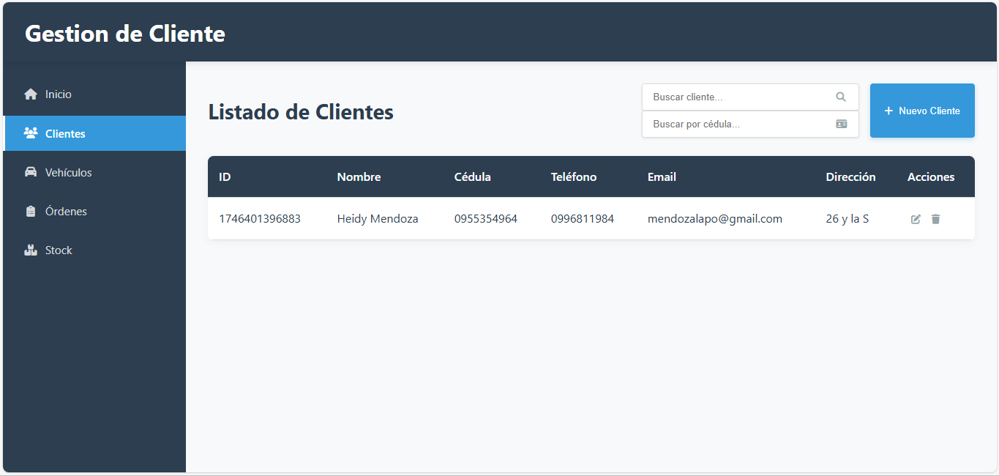 Gestion de Cliente
Inicio
Clientes
Vehículos
Órdenes
Stock
Listado de Clientes
Buscar cliente...
Buscar por cédula...
+ Nuevo Cliente
ID Nombre Cédula Teléfono Email Dirección Acciones
1746401396883 Heidy Mendoza 0955354964 0996811984 mendozalapo@gmail.com 26 y la S